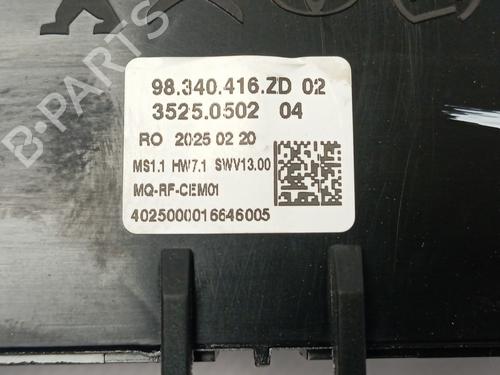 B-PARTS
98.340.416.ZD 02
3525.0502 04
RO 2025 02 20
MS1.1 HW7.1 SWV13.00
MQ-RF-CIEM01
4025000016646005